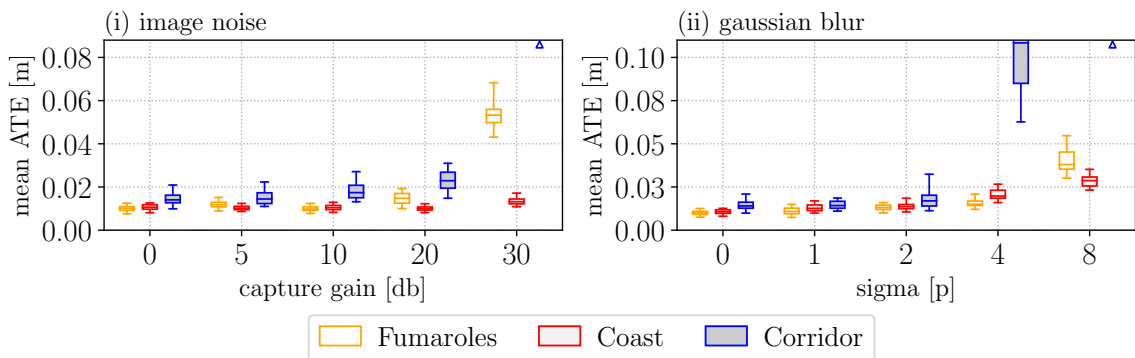 (i) image noise
mean ATE [m]
0.08
0.06
0.04
0.02
0.00
0 5 10 20 30
capture gain [db]
(ii) gaussian blur
mean ATE [m]
0.10
0.08
0.05
0.03
0.00
0 1 2 4 8
sigma [p]
Fumaroles Coast Corridor